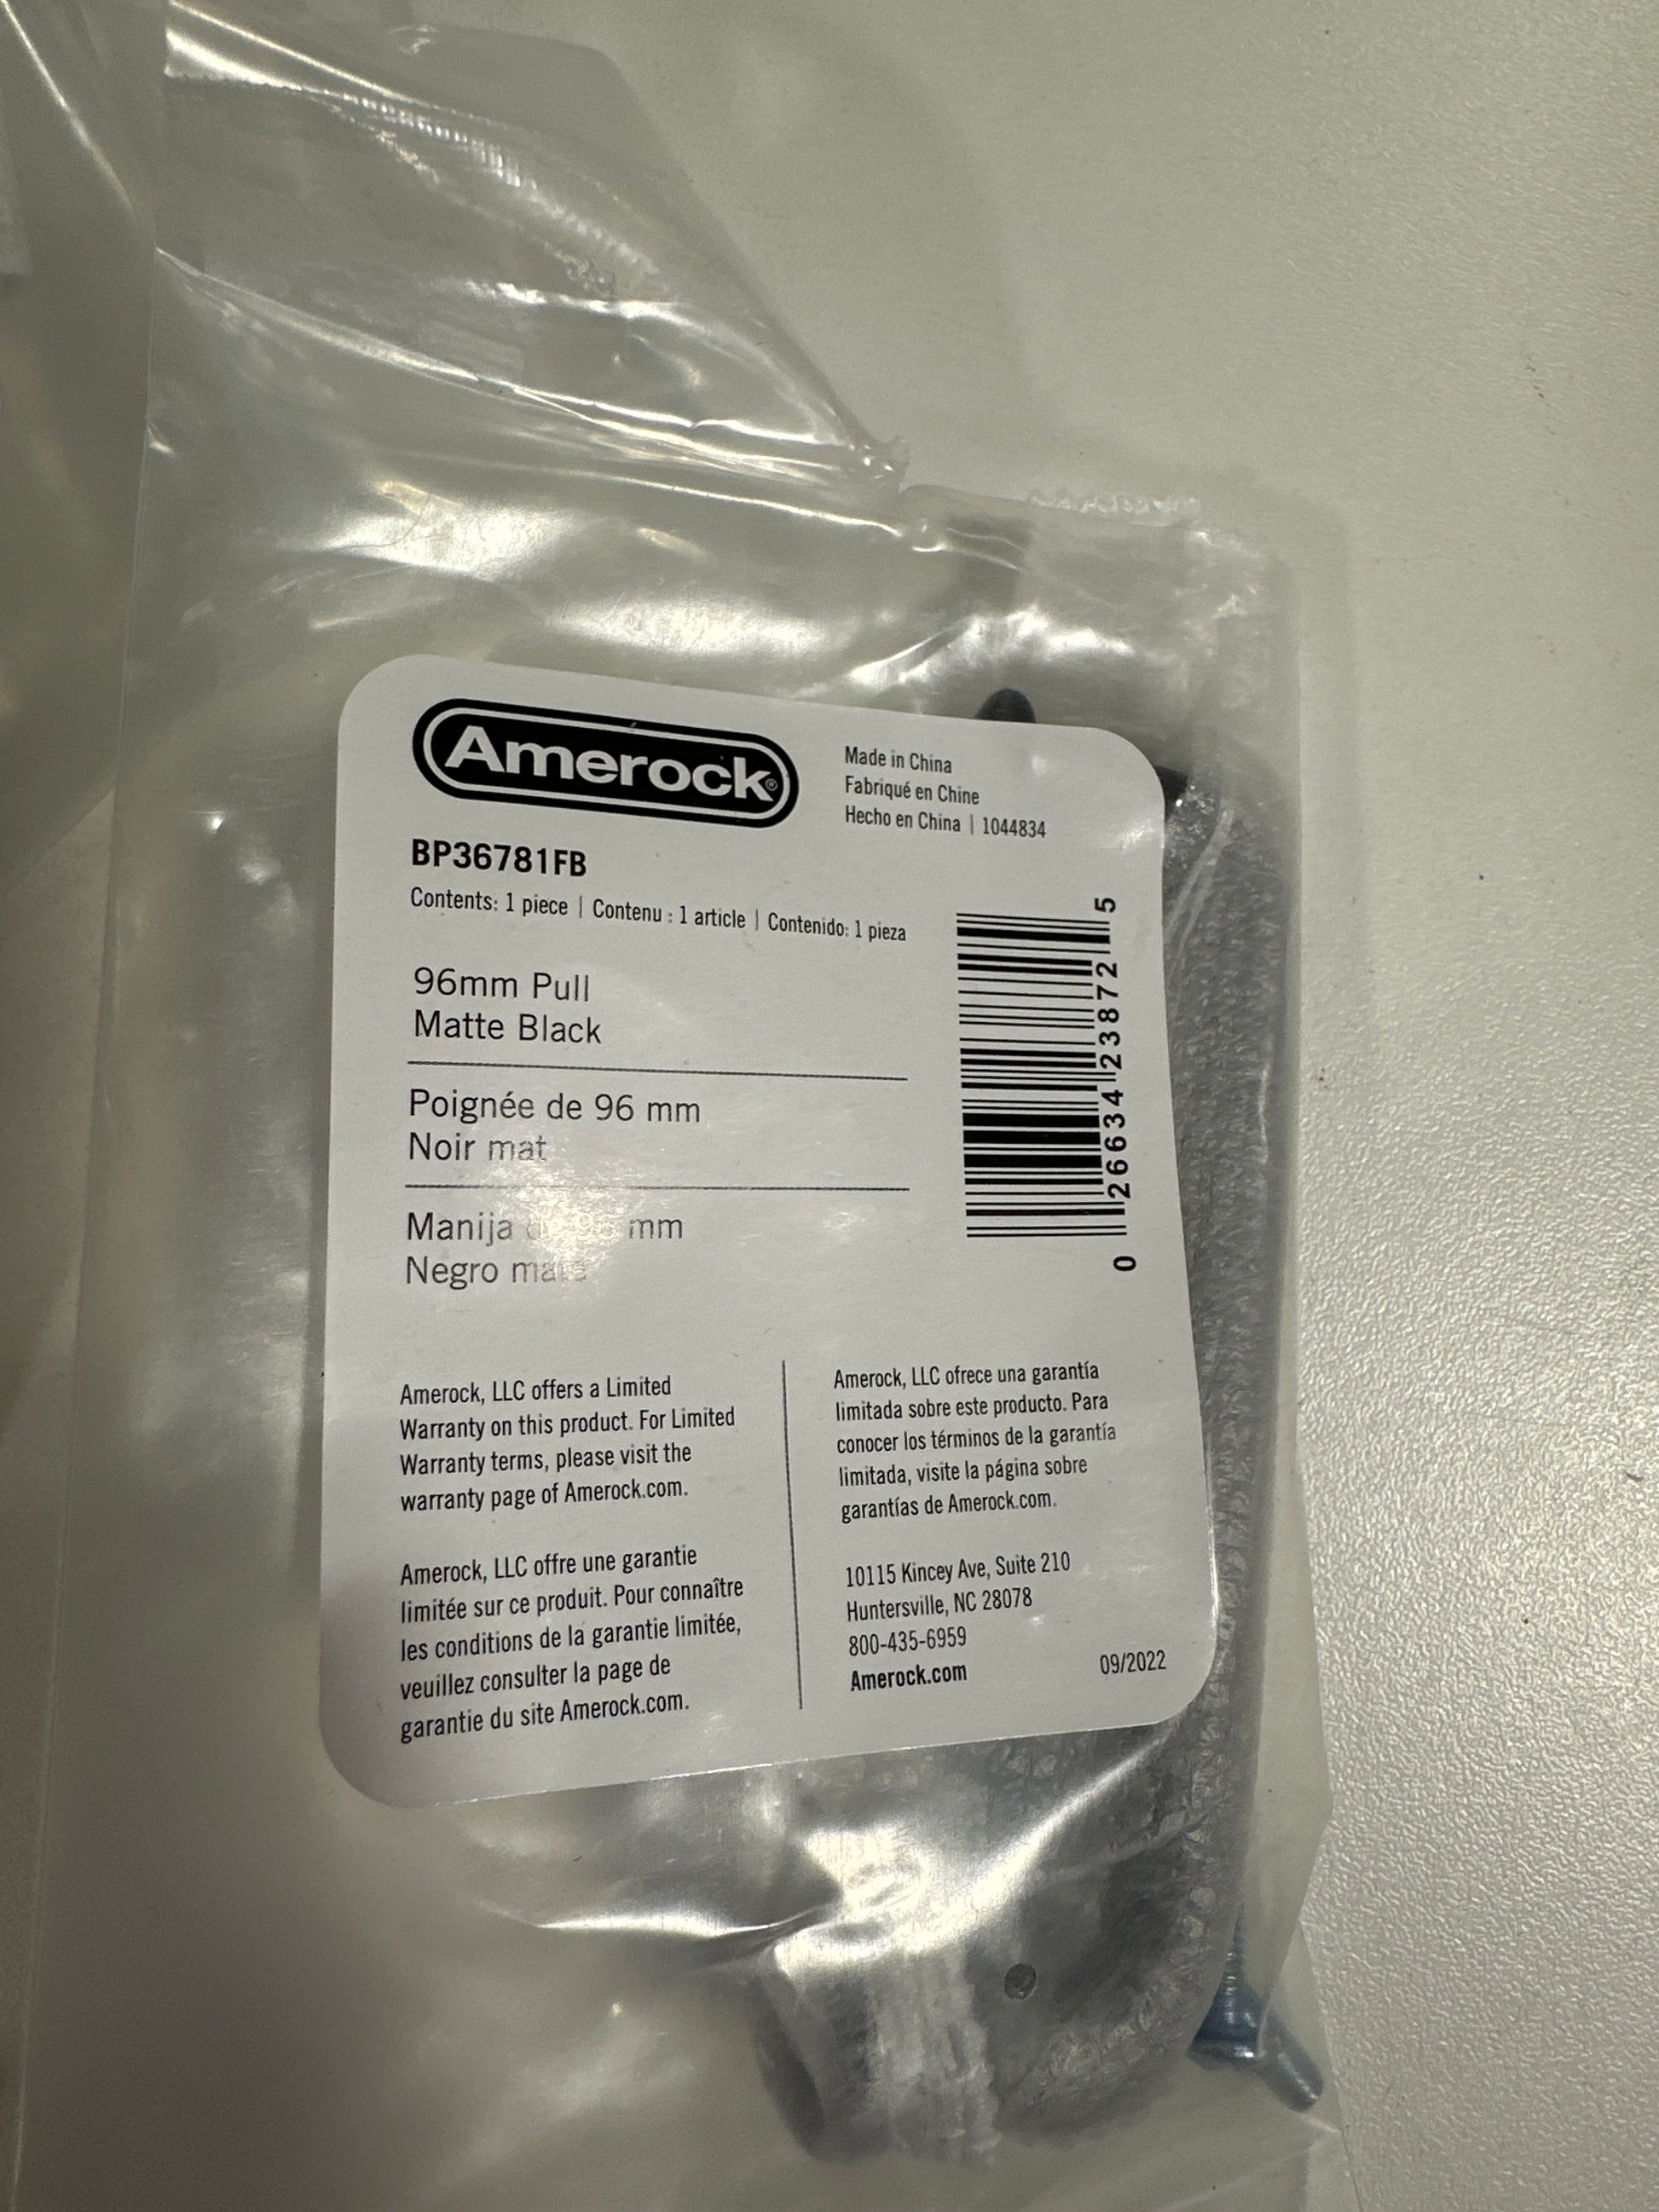 Amerock®
Made in China
Fabriqué en Chine
Hecho en China | 1044834
BP36781FB
Contents: 1 piece | Contenu : 1 article | Contenido: 1 pieza
96mm Pull
Matte Black
Poignée de 96 mm
Noir mat
Manija de 96 mm
Negro mate
0 26634 23872 5
Amerock, LLC offers a Limited
Warranty on this product. For Limited
Warranty terms, please visit the
warranty page of Amerock.com.
Amerock, LLC offre une garantie
limitée sur ce produit. Pour connaître
les conditions de la garantie limitée,
veuillez consulter la page de
garantie du site Amerock.com.
Amerock, LLC ofrece una garantía
limitada sobre este producto. Para
conocer los términos de la garantía
limitada, visite la página sobre
garantías de Amerock.com.
10115 Kincey Ave, Suite 210
Huntersville, NC 28078
800-435-6959
Amerock.com
09/2022